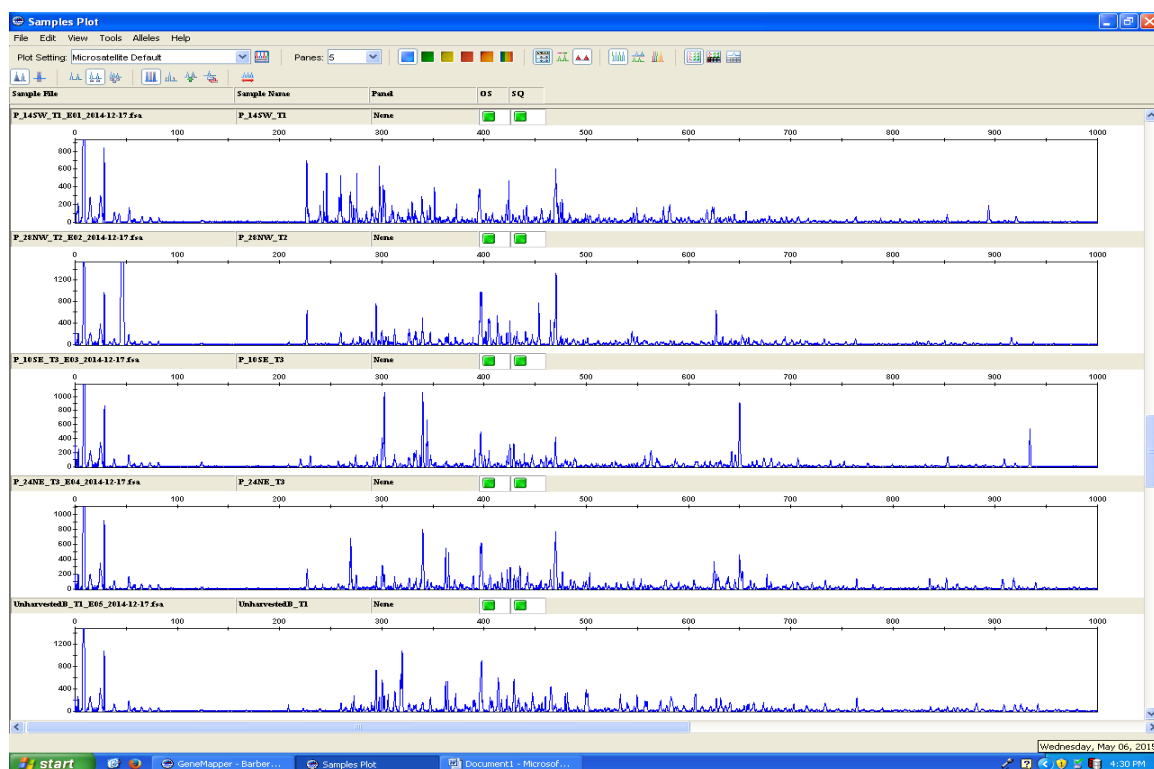 Samples Plot
File Edit View Tools Alleles Help
Plot Setting: Microsatellite Default Panes: 5
Sample File Sample Name Panel OS SQ
P_14SW_T1_E01_2014-12-17.fsa P_14SW_T1 None
0 100 200 300 400 500 600 700 800 900 1000
800
600
400
200
0
P_28NW_T2_E02_2014-12-17.fsa P_28NW_T2 None
0 100 200 300 400 500 600 700 800 900 1000
1200
800
400
0
P_10SE_T3_E03_2014-12-17.fsa P_10SE_T3 None
0 100 200 300 400 500 600 700 800 900 1000
1000
800
600
400
200
0
P_24NE_T3_E04_2014-12-17.fsa P_24NE_T3 None
0 100 200 300 400 500 600 700 800 900 1000
1000
800
600
400
200
0
UnharvestedB_T1_E05_2014-12-17.fsa UnharvestedB_T1 None
0 100 200 300 400 500 600 700 800 900 1000
1200
800
400
0
Wednesday, May 06, 2015
start GeneMapper - Barber... Samples Plot Document1 - Microsof... 4:30 PM